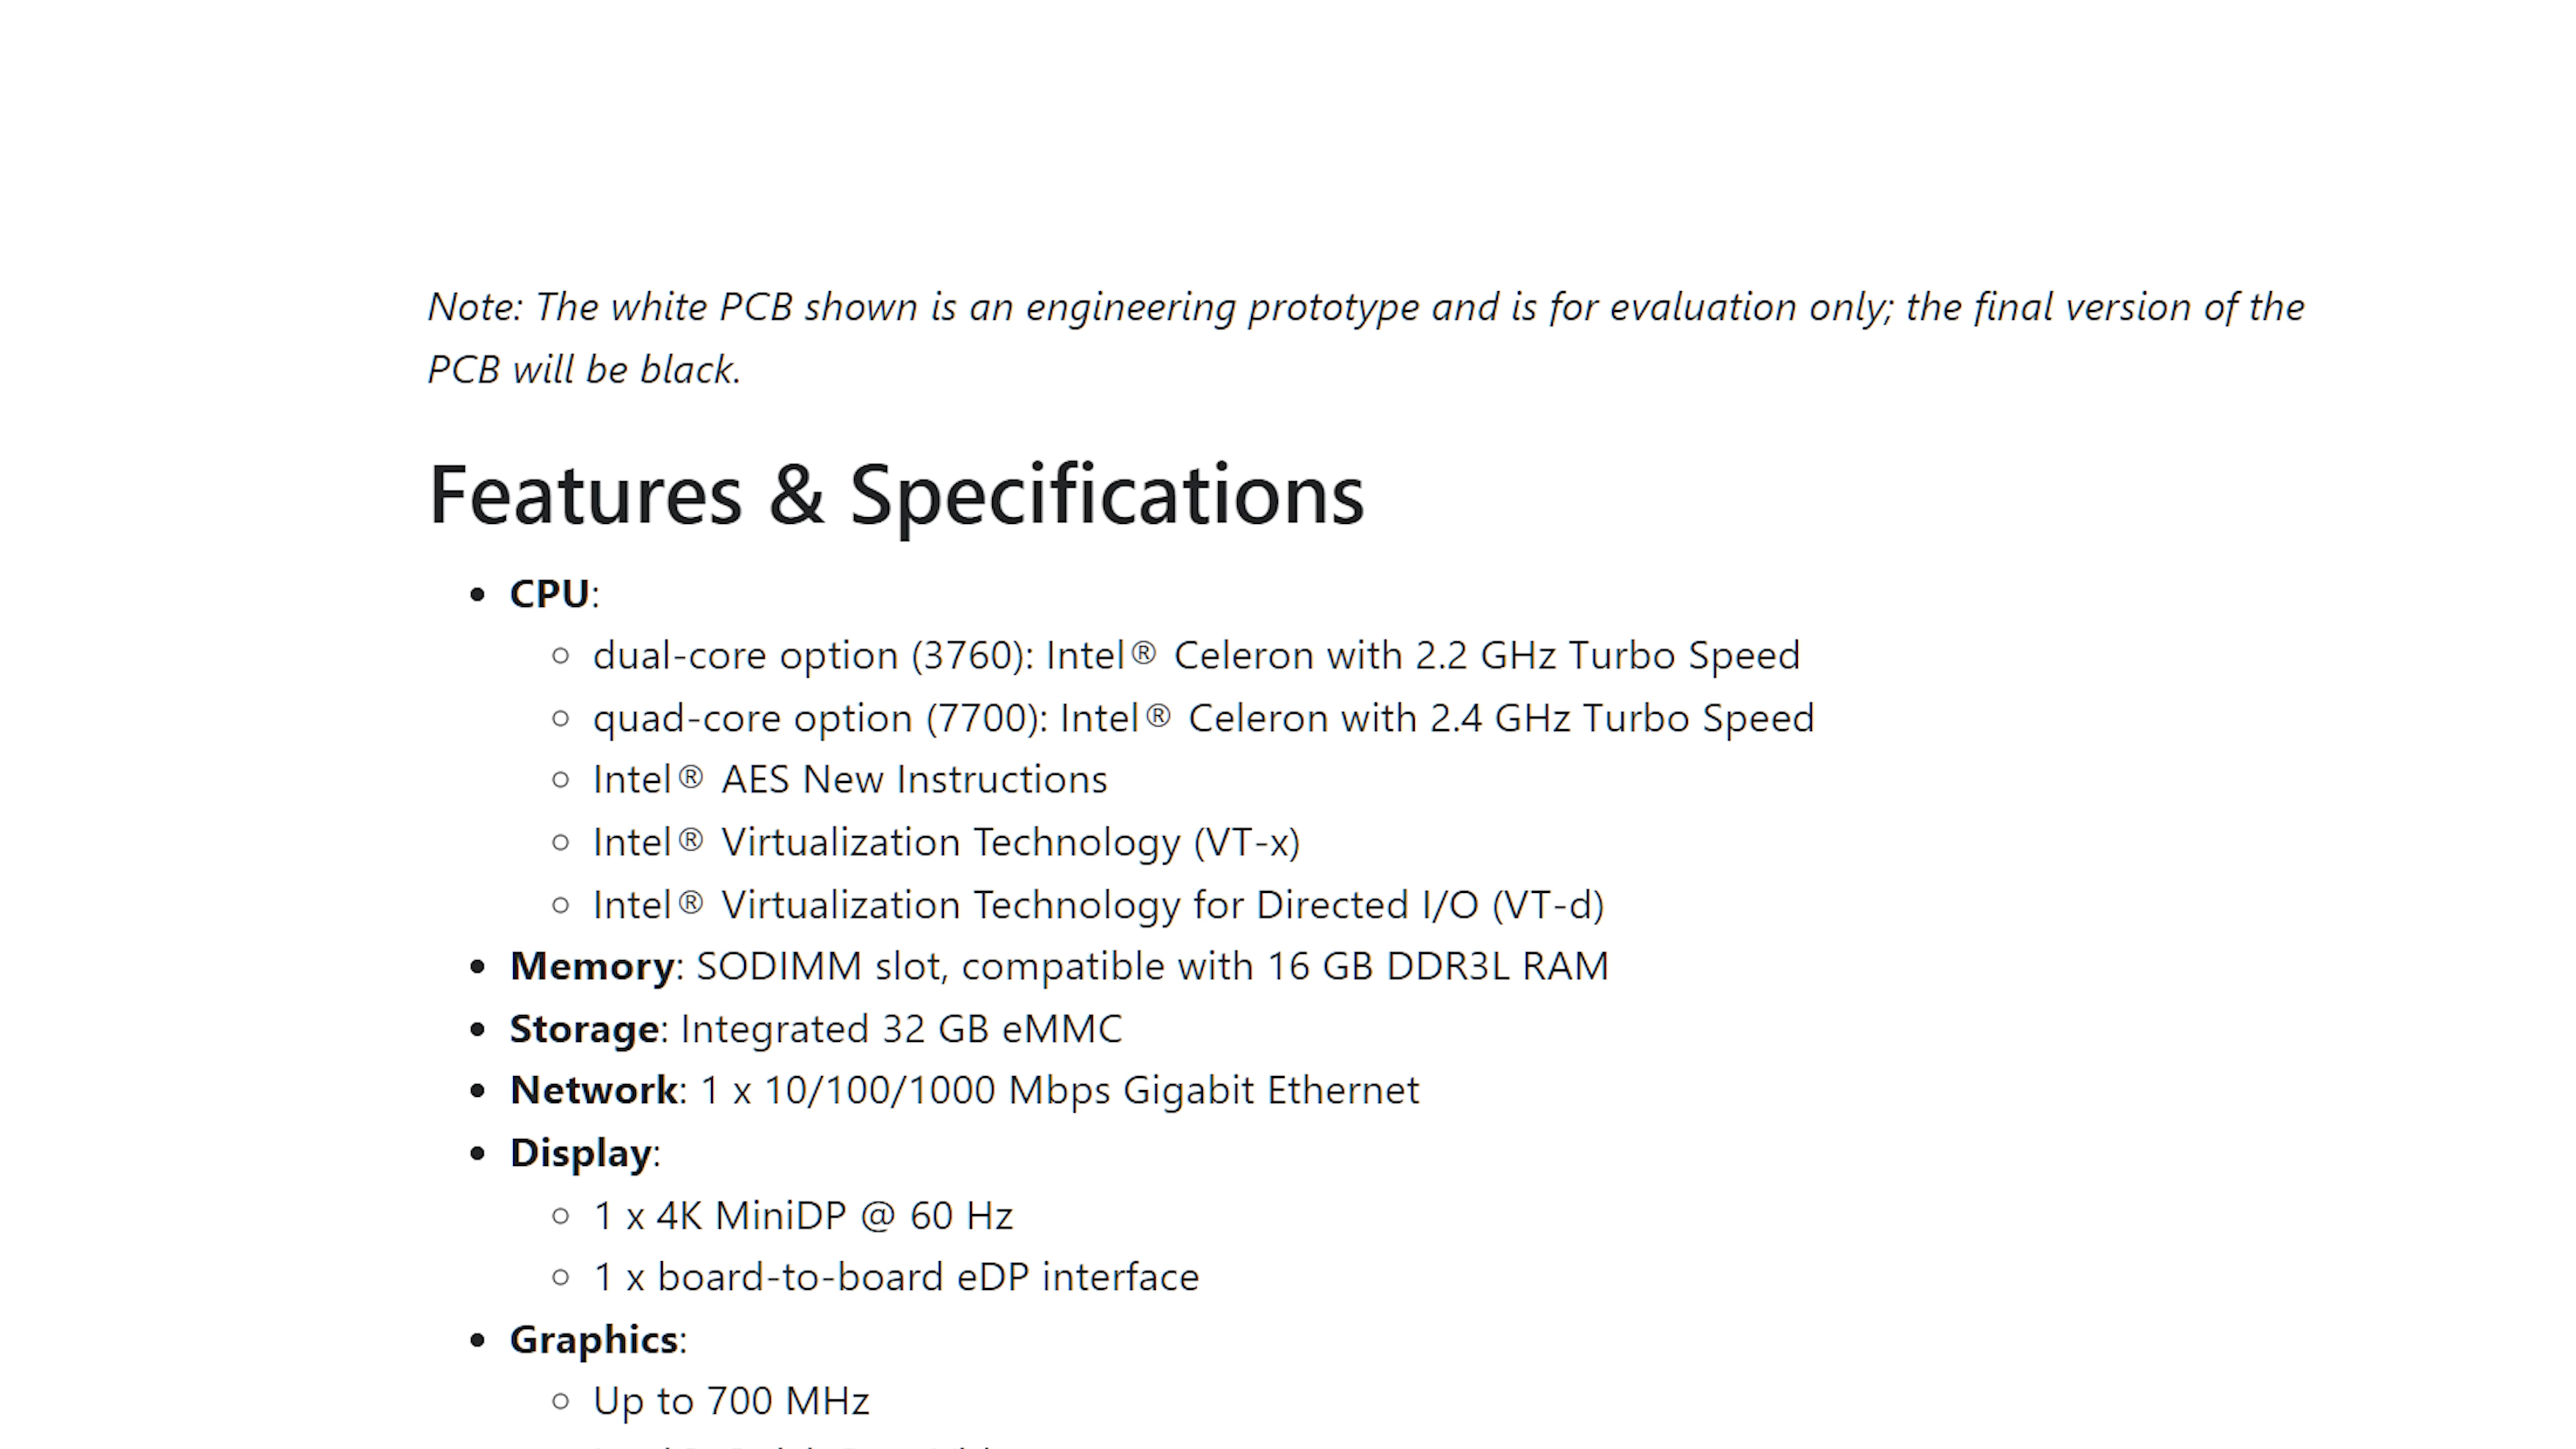 Note: The white PCB shown is an engineering prototype and is for evaluation only; the final version of the
PCB will be black.
Features & Specifications
• CPU:
○ dual-core option (3760): Intel® Celeron with 2.2 GHz Turbo Speed
○ quad-core option (7700): Intel® Celeron with 2.4 GHz Turbo Speed
○ Intel® AES New Instructions
○ Intel® Virtualization Technology (VT-x)
○ Intel® Virtualization Technology for Directed I/O (VT-d)
• Memory: SODIMM slot, compatible with 16 GB DDR3L RAM
• Storage: Integrated 32 GB eMMC
• Network: 1 x 10/100/1000 Mbps Gigabit Ethernet
• Display:
○ 1 x 4K MiniDP @ 60 Hz
○ 1 x board-to-board eDP interface
• Graphics:
○ Up to 700 MHz